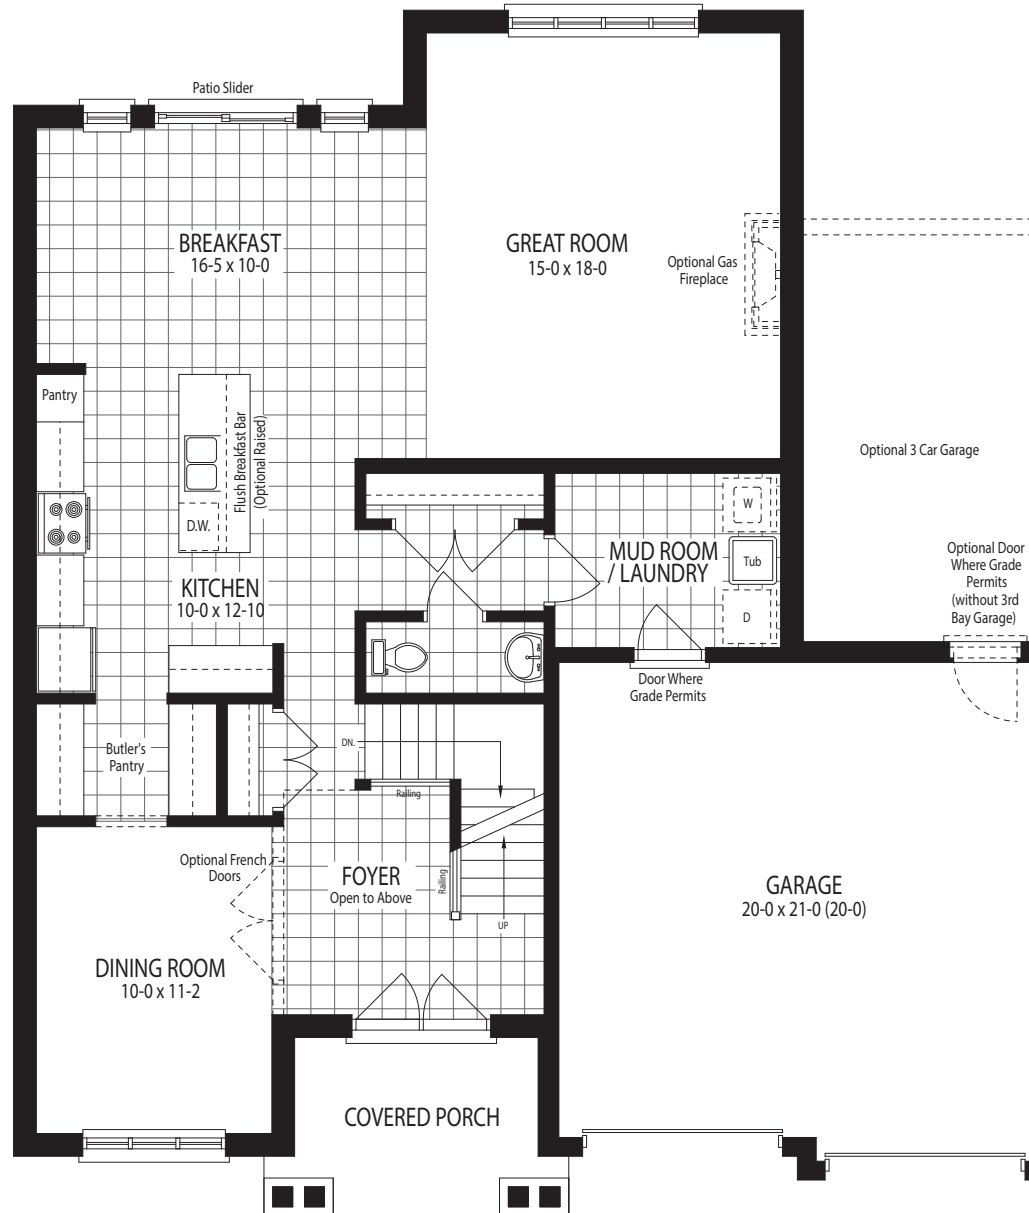 Patio Slider
BREAKFAST
16-5 x 10-0
GREAT ROOM
15-0 x 18-0
Optional Gas
Fireplace
Pantry
Flush Breakfast Bar
(Optional Raised)
D.W.
KITCHEN
10-0 x 12-10
Optional 3 Car Garage
W
MUD ROOM
/ LAUNDRY
Tub
D
Optional Door
Where Grade
Permits
(without 3rd
Bay Garage)
Door Where
Grade Permits
Butler's
Pantry
DN.
Railing
Optional French
Doors
FOYER
Open to Above
Railing
UP
GARAGE
20-0 x 21-0 (20-0)
DINING ROOM
10-0 x 11-2
COVERED PORCH